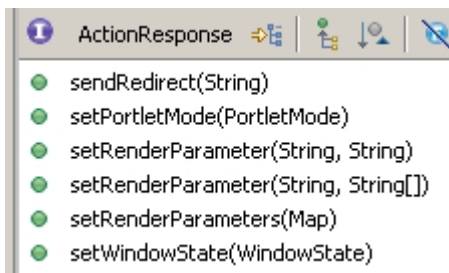 ActionResponse
sendRedirect(String)
setPortletMode(PortletMode)
setRenderParameter(String, String)
setRenderParameter(String, String[])
setRenderParameters(Map)
setWindowState(WindowState)